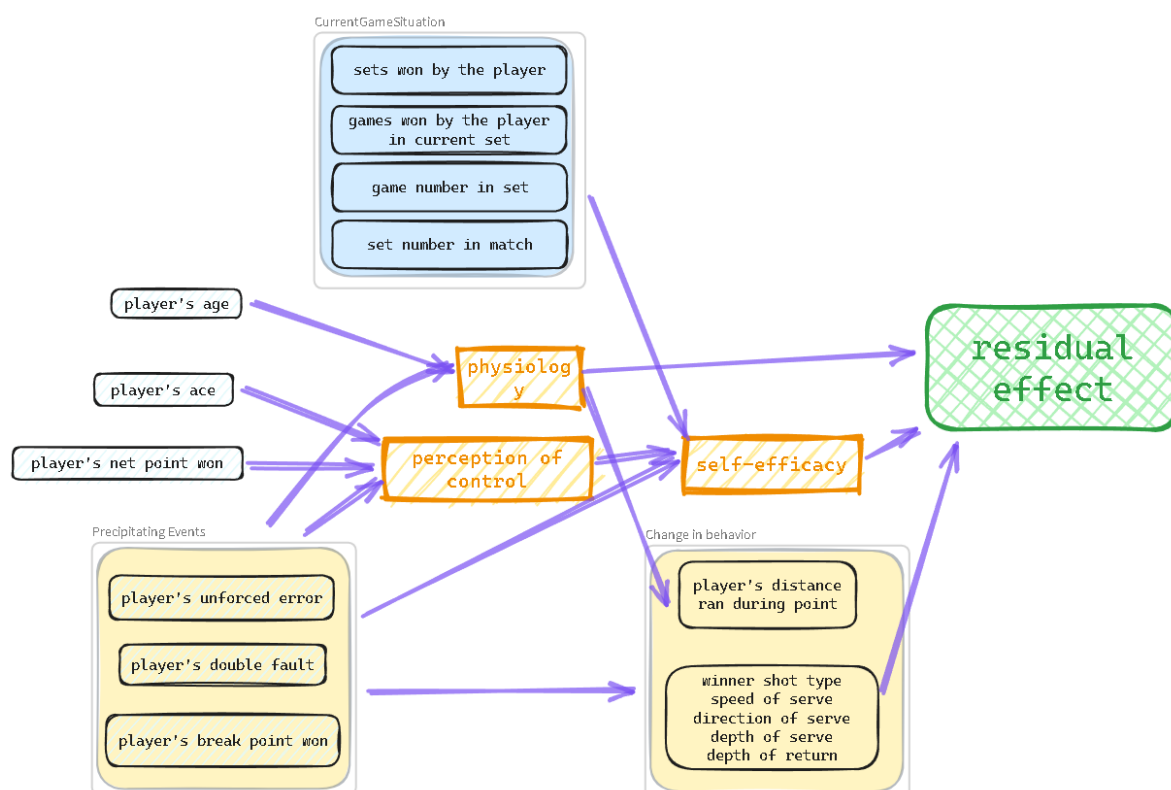 CurrentGameSituation
sets won by the player
games won by the player
in current set
game number in set
set number in match
player's age
player's ace
player's net point won
physiolog
y
perception of
control
self-efficacy
residual
effect
Precipitating Events
player's unforced error
player's double fault
player's break point won
Change in behavior
player's distance
ran during point
winner shot type
speed of serve
direction of serve
depth of serve
depth of return